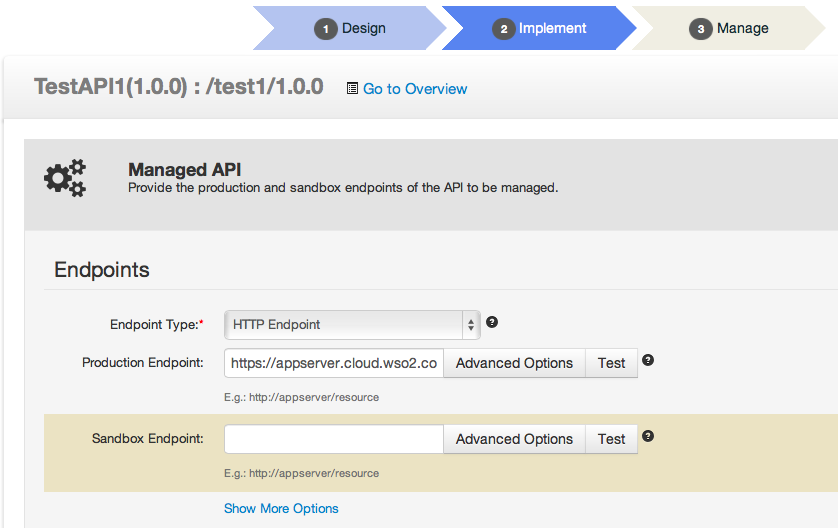 1 Design 2 Implement 3 Manage
TestAPI1(1.0.0) : /test1/1.0.0 Go to Overview
Managed API
Provide the production and sandbox endpoints of the API to be managed.
Endpoints
Endpoint Type:* HTTP Endpoint ?
Production Endpoint: https://appserver.cloud.wso2.co Advanced Options Test ?
E.g.: http://appserver/resource
Sandbox Endpoint: Advanced Options Test ?
E.g.: http://appserver/resource
Show More Options